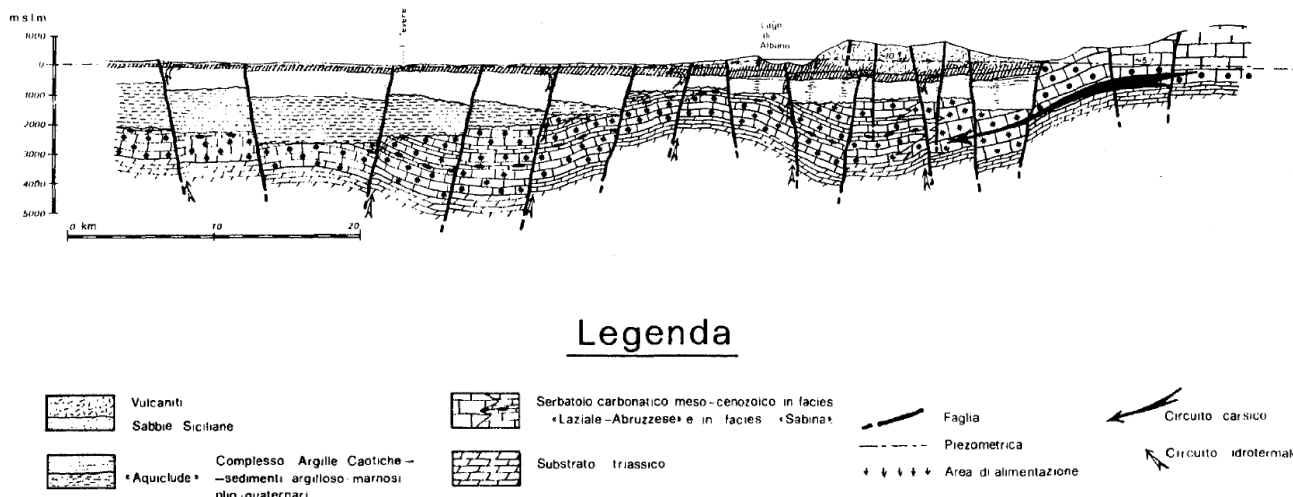 m s l m
Tevere
Lago
di
Albano
1000
0
1000
2000
3000
4000
5000
0 km 10 20
Legenda
Vulcaniti
Sabbie Siciliane
«Aquiclude»
Complesso Argille Caotiche –
–sedimenti argilloso-marnosi
plio-quaternari
Serbatoio carbonatico meso-cenozoico in facies
«Laziale-Abruzzese» e in facies «Sabina»
Substrato triassico
Faglia
Piezometrica
Area di alimentazione
Circuito carsico
Circuito idrotermale